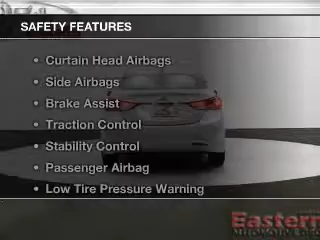 SAFETY FEATURES
• Curtain Head Airbags
• Side Airbags
• Brake Assist
• Traction Control
• Stability Control
• Passenger Airbag
• Low Tire Pressure Warning
Eastern
AUTOMOTIVE